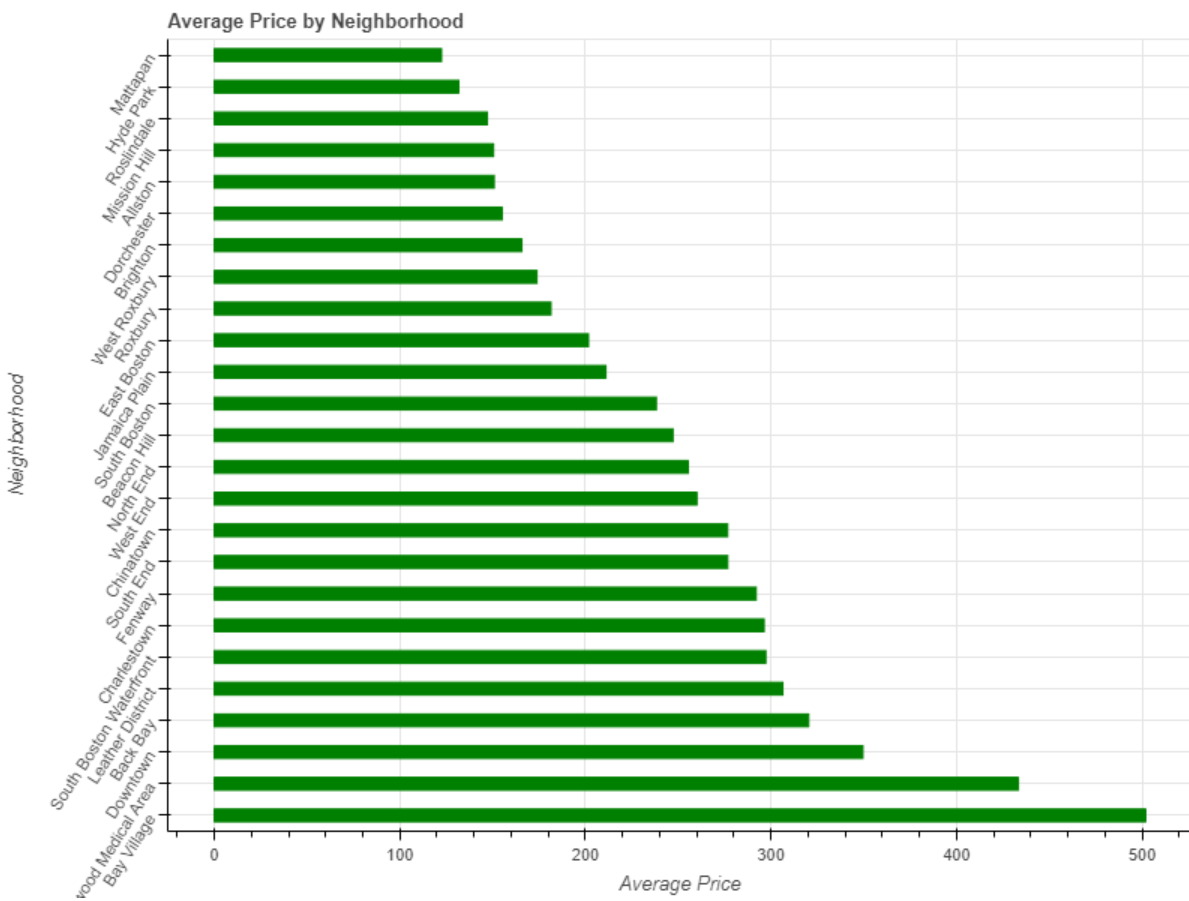 Average Price by Neighborhood
Mattapan
Hyde Park
Roslindale
Mission Hill
Allston
Dorchester
Brighton
West Roxbury
Roxbury
East Boston
Jamaica Plain
South Boston
Beacon Hill
North End
West End
Chinatown
South End
Fenway
Charlestown
South Boston Waterfront
Leather District
Back Bay
Downtown
Medical Area
Bay Village
Neighborhood
0 100 200 300 400 500
Average Price